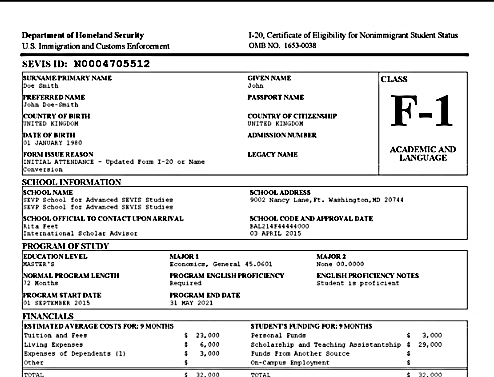 Department of Homeland Security
U.S. Immigration and Customs Enforcement
I-20, Certificate of Eligibility for Nonimmigrant Student Status
OMB NO. 1653-0038
SEVIS ID: N0004705512
SURNAME/PRIMARY NAME
Doe Smith
GIVEN NAME
John
CLASS
PREFERRED NAME
John Doe-Smith
PASSPORT NAME
F-1
COUNTRY OF BIRTH
UNITED KINGDOM
COUNTRY OF CITIZENSHIP
UNITED KINGDOM
DATE OF BIRTH
01 JANUARY 1980
ADMISSION NUMBER
ACADEMIC AND
LANGUAGE
FORM ISSUE REASON
INITIAL ATTENDANCE - Updated Form I-20 or Name
Conversion
LEGACY NAME
SCHOOL INFORMATION
SCHOOL NAME
SEVP School for Advanced SEVIS Studies
SEVP School for Advanced SEVIS Studies
SCHOOL ADDRESS
9002 Nancy Lane,Ft. Washington,MD 20744
SCHOOL OFFICIAL TO CONTACT UPON ARRIVAL
Rita Feet
International Scholar Advisor
SCHOOL CODE AND APPROVAL DATE
BAL214F44444000
03 APRIL 2015
PROGRAM OF STUDY
EDUCATION LEVEL
MASTER'S
MAJOR 1
Economics, General 45.0601
MAJOR 2
None 00.0000
NORMAL PROGRAM LENGTH
72 Months
PROGRAM ENGLISH PROFICIENCY
Required
ENGLISH PROFICIENCY NOTES
Student is proficient
PROGRAM START DATE
01 SEPTEMBER 2015
PROGRAM END DATE
31 MAY 2021
FINANCIALS
ESTIMATED AVERAGE COSTS FOR: 9 MONTHS
Tuition and Fees $ 23,000
Living Expenses $ 6,000
Expenses of Dependents (1) $ 3,000
Other $
TOTAL $ 32,000
STUDENT'S FUNDING FOR: 9 MONTHS
Personal Funds $ 3,000
Scholarship and Teaching Assistantship $ 29,000
Funds From Another Source $
On-Campus Employment $
TOTAL $ 32,000